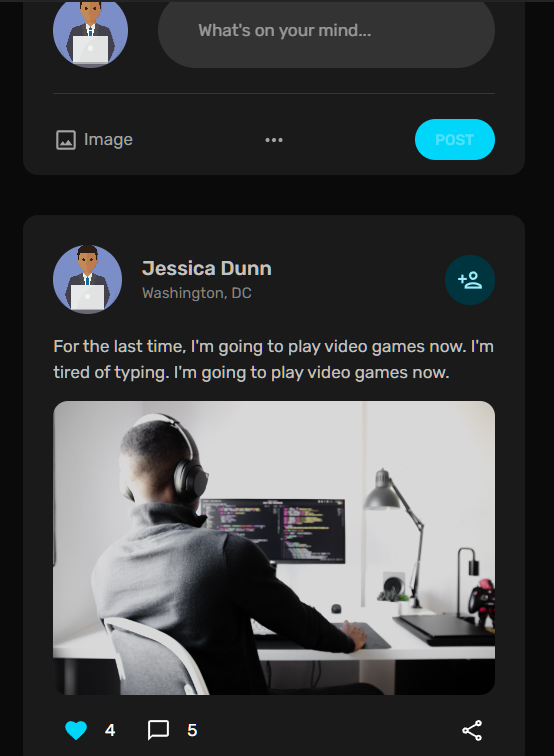 What's on your mind...
Image
POST
Jessica Dunn
Washington, DC
For the last time, I'm going to play video games now. I'm
tired of typing. I'm going to play video games now.
4
5